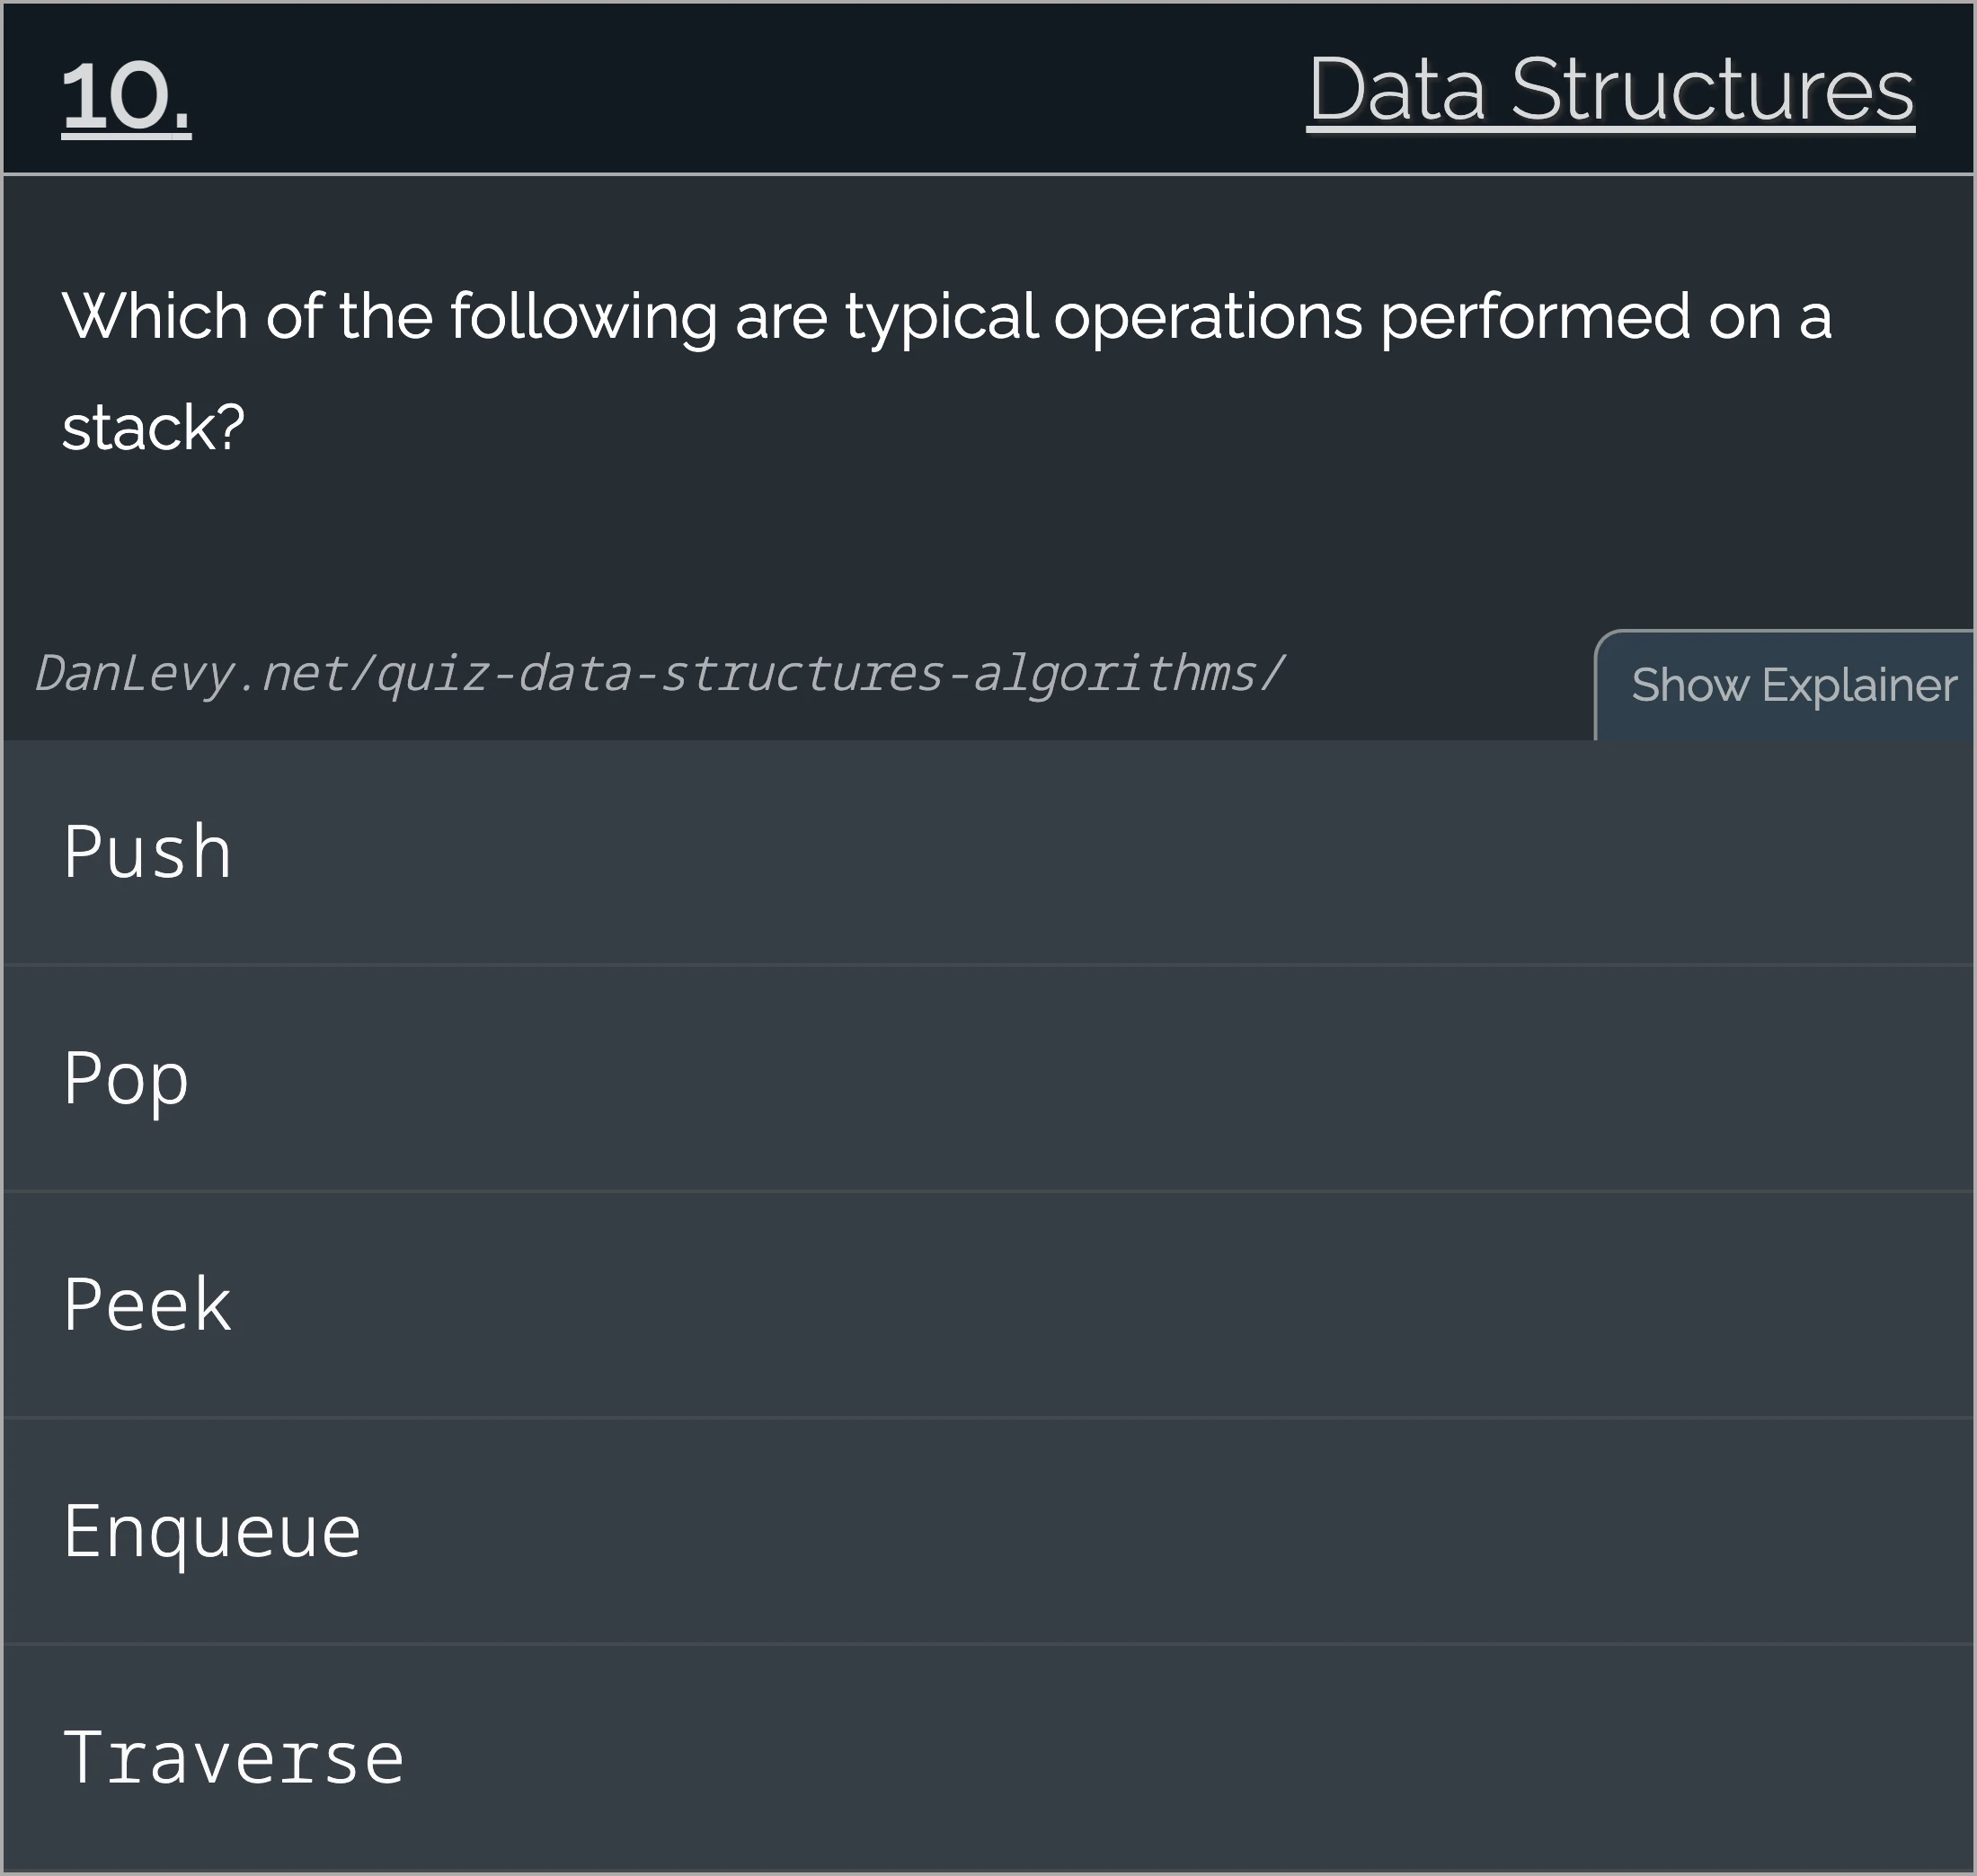 10.
Data Structures
Which of the following are typical operations performed on a
stack?
DanLevy.net/quiz-data-structures-algorithms/
Show Explainer
Push
Pop
Peek
Enqueue
Traverse